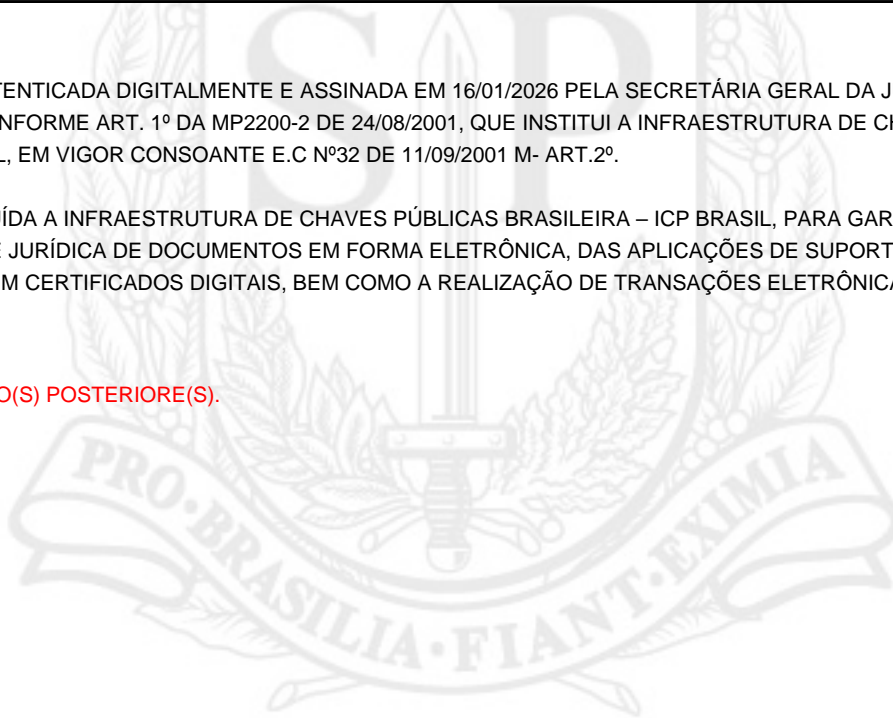 TENTICADA DIGITALMENTE E ASSINADA EM 16/01/2026 PELA SECRETÁRIA GERAL DA J
NFORME ART. 1º DA MP2200-2 DE 24/08/2001, QUE INSTITUI A INFRAESTRUTURA DE CH
L, EM VIGOR CONSOANTE E.C Nº32 DE 11/09/2001 M- ART.2º.
UÍDA A INFRAESTRUTURA DE CHAVES PÚBLICAS BRASILEIRA – ICP BRASIL, PARA GAR
E JURÍDICA DE DOCUMENTOS EM FORMA ELETRÔNICA, DAS APLICAÇÕES DE SUPORT
M CERTIFICADOS DIGITAIS, BEM COMO A REALIZAÇÃO DE TRANSAÇÕES ELETRÔNICA
O(S) POSTERIORE(S).
SP
PRO·BRASILIA·FIANT·EXIMIA